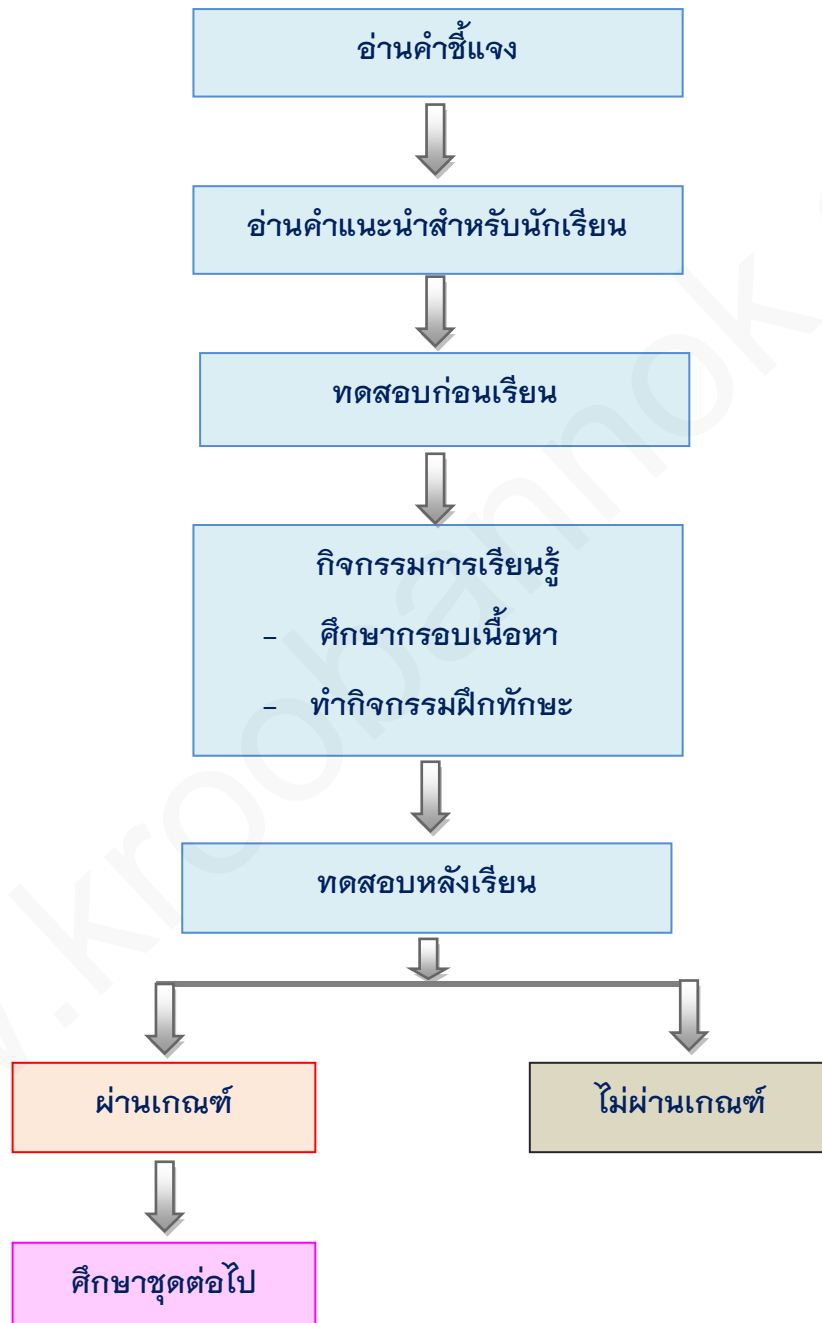 อ่านคำชี้แจง
อ่านคำแนะนำสำหรับนักเรียน
ทดสอบก่อนเรียน
กิจกรรมการเรียนรู้
- ศึกษากรอบเนื้อหา
- ทำกิจกรรมฝึกทักษะ
ทดสอบหลังเรียน
ผ่านเกณฑ์
ไม่ผ่านเกณฑ์
ศึกษาชุดต่อไป
.kroobannok.